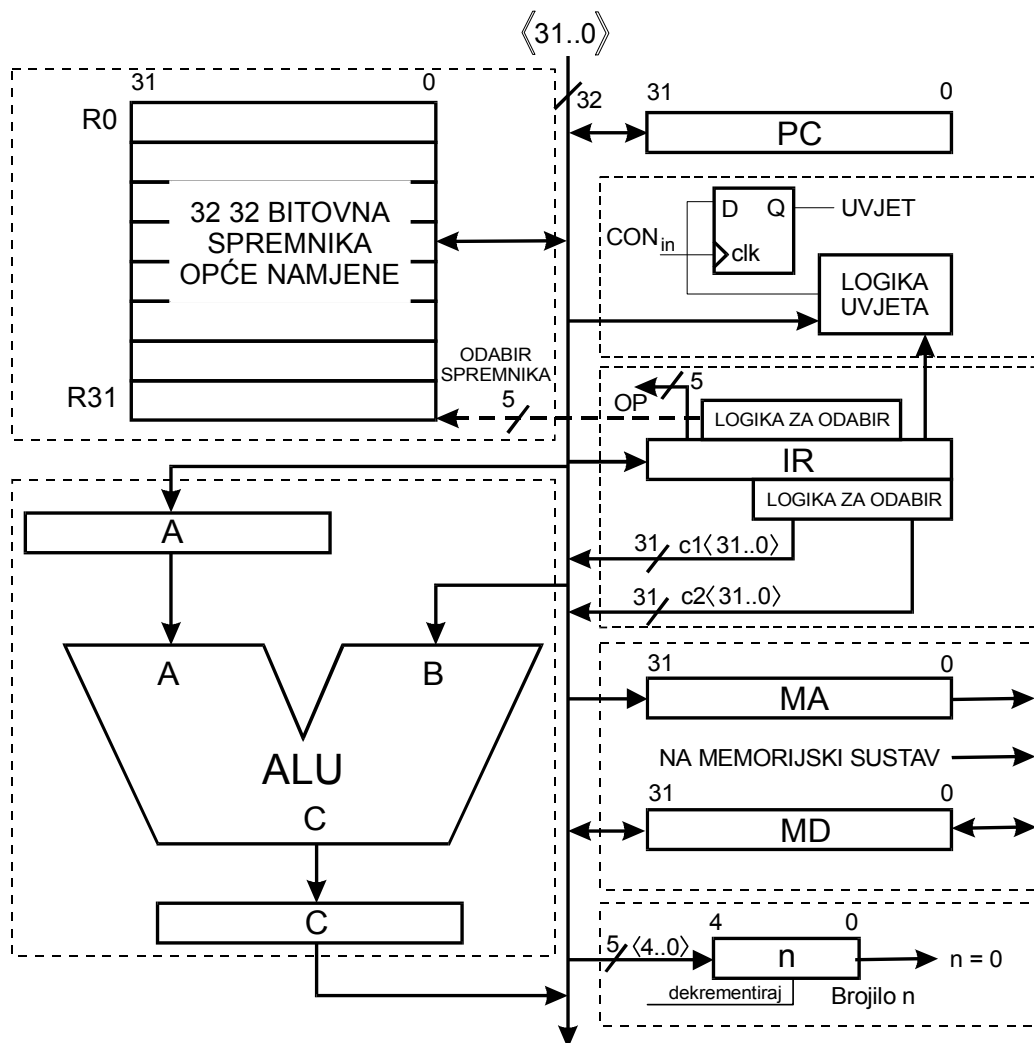 ⟪31..0⟫
32
31 0
R0
32 32 BITOVNA
SPREMNIKA
OPĆE NAMJENE
R31
ODABIR
SPREMNIKA
5
31 0
PC
D Q
UVJET
CONin
clk
LOGIKA
UVJETA
OP
5
LOGIKA ZA ODABIR
IR
LOGIKA ZA ODABIR
31 c1⟨31..0⟩
31 c2⟨31..0⟩
A
A B
ALU
C
C
31 0
MA
NA MEMORIJSKI SUSTAV
31 0
MD
4 0
5 ⟨4..0⟩
n
n = 0
dekrementiraj
Brojilo n